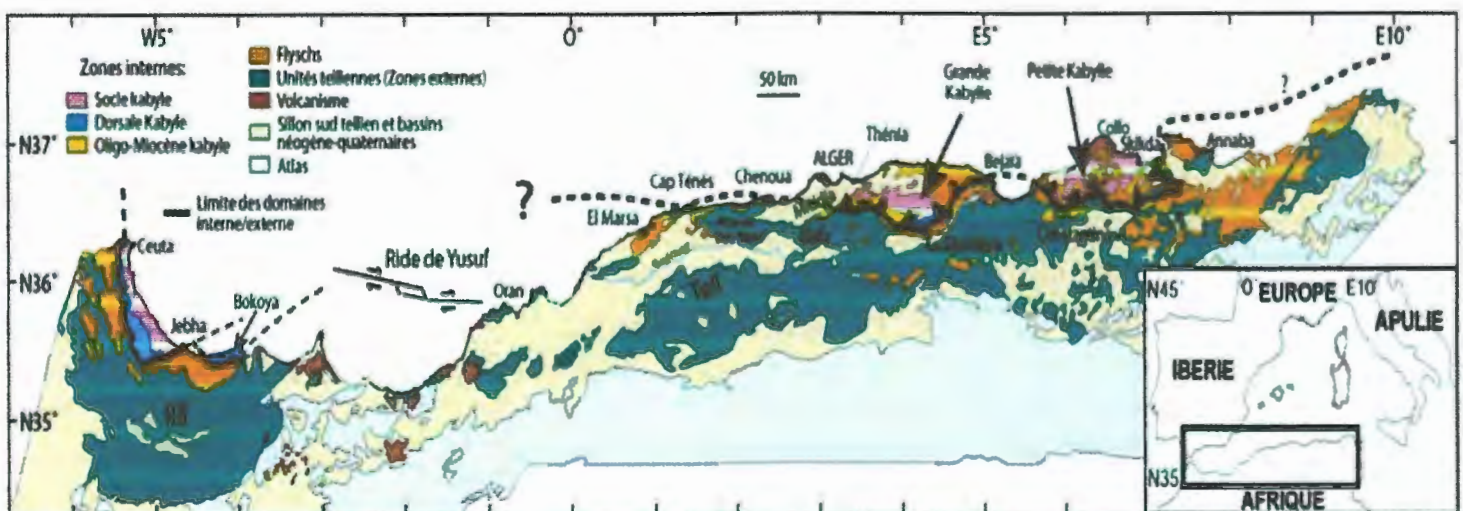 W5°
0°
E5°
E10°
Zones internes:
Socle kabyle
Dorsale Kabyle
Oligo-Miocène kabyle
Flyschs
Unités telliennes (Zones externes)
Volcanisme
Sillon sud tellien et bassins
néogène-quaternaires
Atlas
Limite des domaines
interne/externe
50 km
Grande
Kabylie
Petite Kabylie
?
N37°
Thénia
Collo
Skikda
Annaba
ALGER
Bejaia
Chenoua
Cap Ténés
?
El Marsa
Ceuta
N36°
Ride de Yusuf
Oran
Tell
Bokoya
Jebha
N35°
Rif
N45°
0°
EUROPE
E10°
APULIE
IBERIE
N35
AFRIQUE